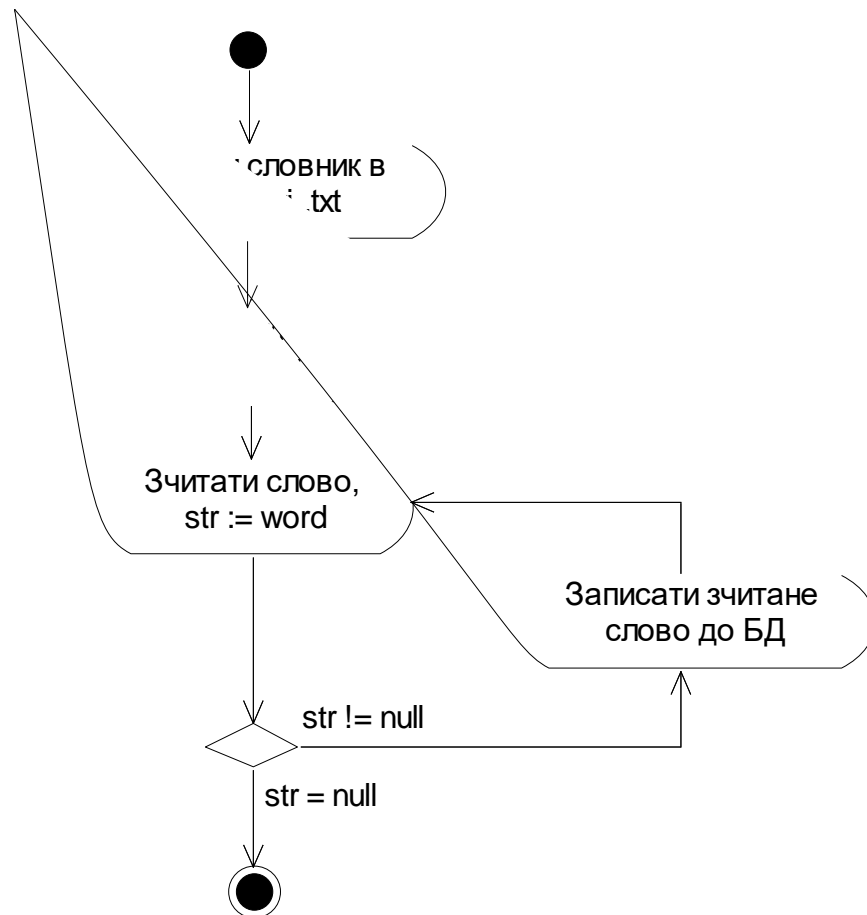 словник в
.txt
Зчитати слово,
str := word
Записати зчитане
слово до БД
str != null
str = null